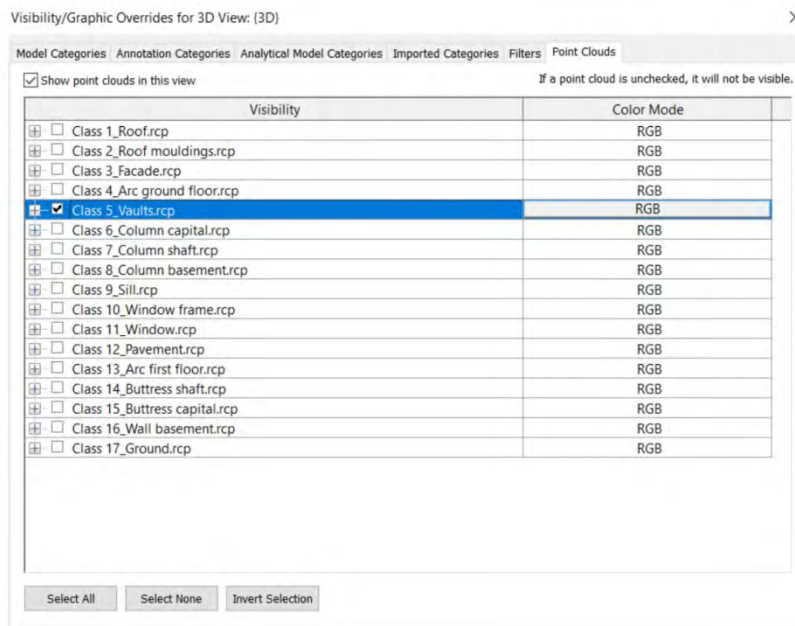 Visibility/Graphic Overrides for 3D View: {3D}
Model Categories Annotation Categories Analytical Model Categories Imported Categories Filters Point Clouds
Show point clouds in this view If a point cloud is unchecked, it will not be visible.
Visibility Color Mode
Class 1_Roof.rcp RGB
Class 2_Roof mouldings.rcp RGB
Class 3_Facade.rcp RGB
Class 4_Arc ground floor.rcp RGB
Class 5_Vaults.rcp RGB
Class 6_Column capital.rcp RGB
Class 7_Column shaft.rcp RGB
Class 8_Column basement.rcp RGB
Class 9_Sill.rcp RGB
Class 10_Window frame.rcp RGB
Class 11_Window.rcp RGB
Class 12_Pavement.rcp RGB
Class 13_Arc first floor.rcp RGB
Class 14_Buttress shaft.rcp RGB
Class 15_Buttress capital.rcp RGB
Class 16_Wall basement.rcp RGB
Class 17_Ground.rcp RGB
Select All Select None Invert Selection